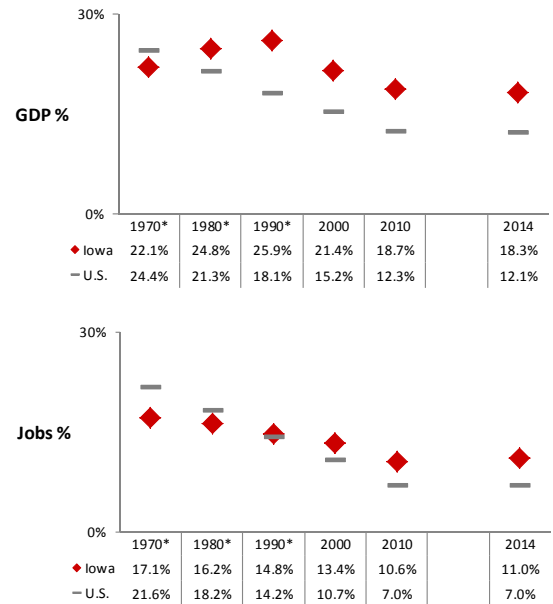 30%
GDP %
0%
1970* 1980* 1990* 2000 2010 2014
Iowa 22.1% 24.8% 25.9% 21.4% 18.7% 18.3%
U.S. 24.4% 21.3% 18.1% 15.2% 12.3% 12.1%
30%
Jobs %
0%
1970* 1980* 1990* 2000 2010 2014
Iowa 17.1% 16.2% 14.8% 13.4% 10.6% 11.0%
U.S. 21.6% 18.2% 14.2% 10.7% 7.0% 7.0%